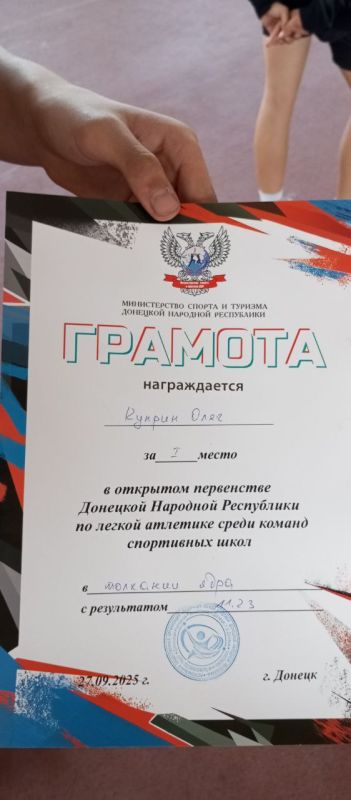 МИНИСТЕРСТВО СПОРТА И ТУРИЗМА
ДОНЕЦКОЙ НАРОДНОЙ РЕСПУБЛИКИ
ГРАМОТА
награждается
Куприн Олег
за I место
в открытом первенстве
Донецкой Народной Республики
по легкой атлетике среди команд
спортивных школ
в толкании ядра
с результатом 11.23
27.09.2025 г. г. Донецк